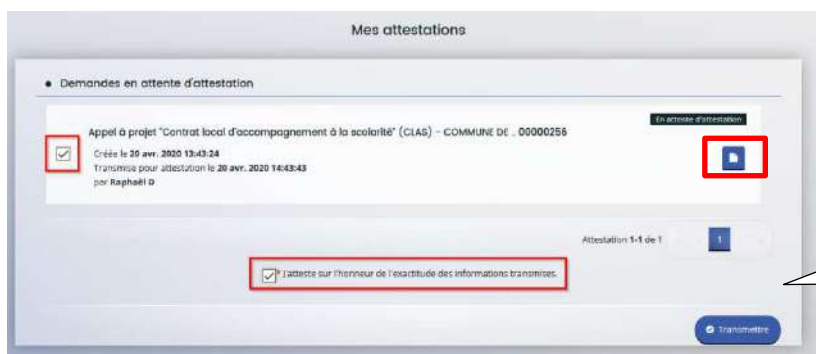 Mes attestations
Demandes en attente d'attestation
En attente d'attestation
Appel à projet "Contrat local d'accompagnement à la scolarité" (CLAS) - COMMUNE DE . 00000256
Créée le 20 avr. 2020 13:43:24
Transmise pour attestation le 20 avr. 2020 14:43:43
par Raphaël D
Attestation 1-1 de 1
1
* J'atteste sur l'honneur de l'exactitude des informations transmises.
Transmettre